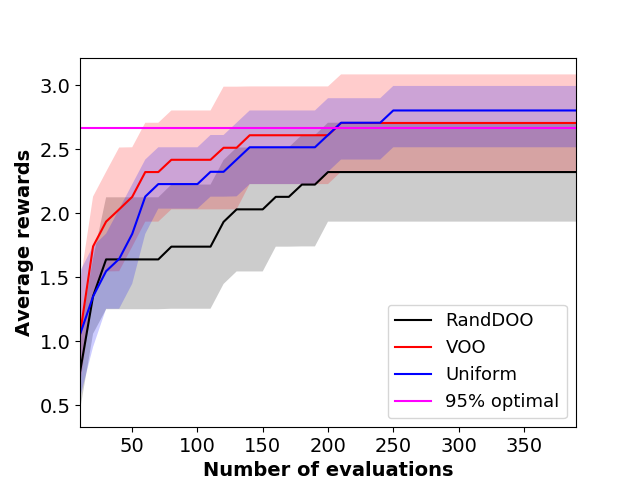 3.0
2.5
2.0
1.5
1.0
0.5
Average rewards
50 100 150 200 250 300 350
Number of evaluations
RandDOO
VOO
Uniform
95% optimal